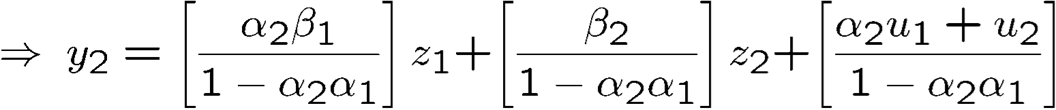 ⇒ y₂ = [α₂β₁ / (1 − α₂α₁)] z₁ + [β₂ / (1 − α₂α₁)] z₂ + [(α₂u₁ + u₂) / (1 − α₂α₁)]